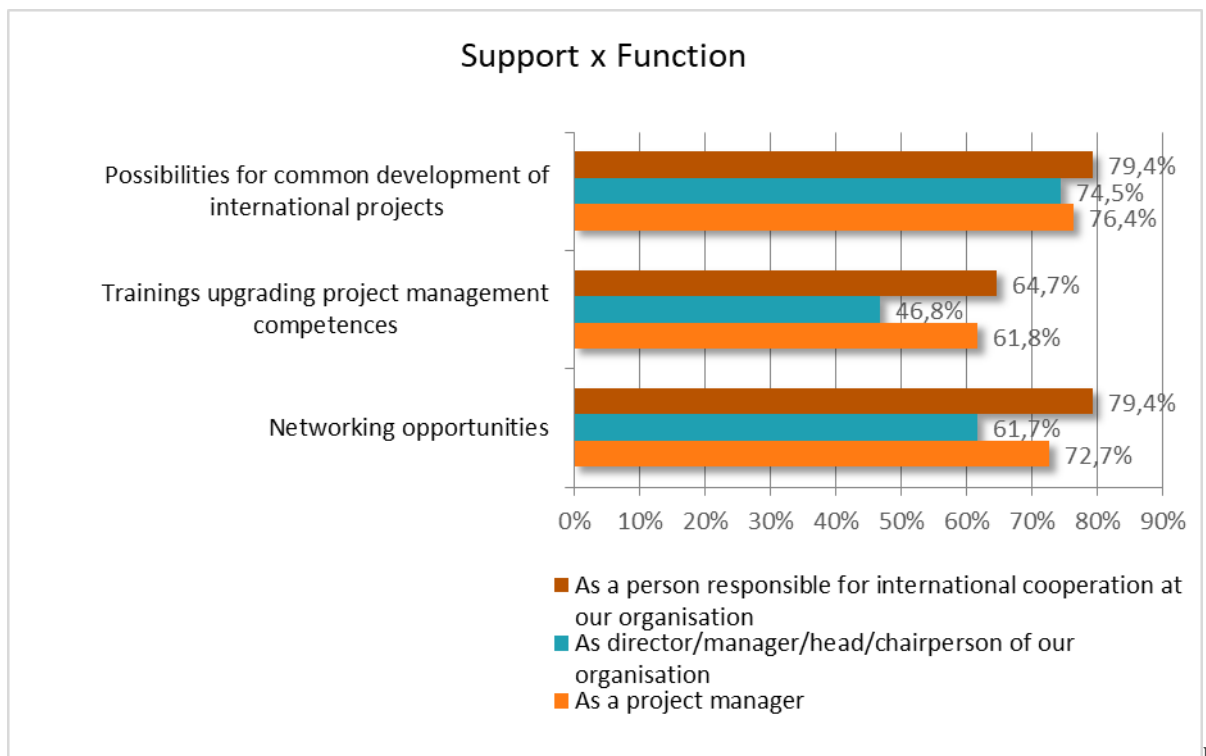 Support x Function
Possibilities for common development of
international projects
79,4%
74,5%
76,4%
Trainings upgrading project management
competences
64,7%
46,8%
61,8%
Networking opportunities
79,4%
61,7%
72,7%
0% 10% 20% 30% 40% 50% 60% 70% 80% 90%
As a person responsible for international cooperation at
our organisation
As director/manager/head/chairperson of our
organisation
As a project manager